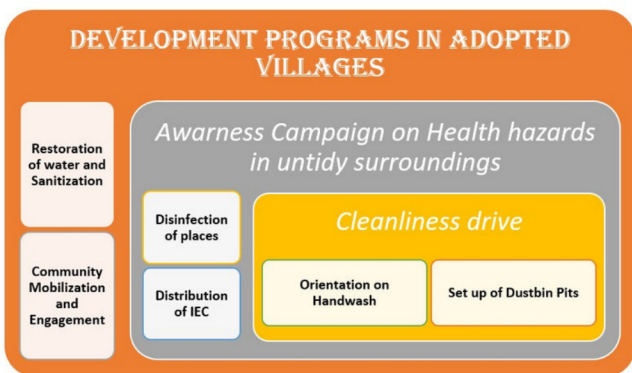 DEVELOPMENT PROGRAMS IN ADOPTED
VILLAGES
Restoration
of water and
Sanitization
Community
Mobilization
and
Engagement
Awarness Campaign on Health hazards
in untidy surroundings
Disinfection
of places
Distribution
of IEC
Cleanliness drive
Orientation on
Handwash
Set up of Dustbin Pits